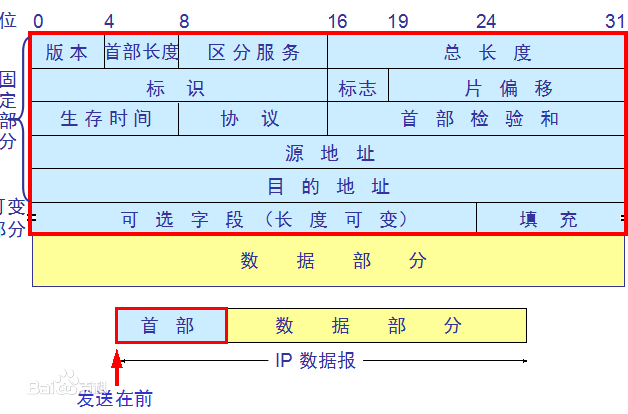 位 0 4 8 16 19 24 31
版本 首部长度 区分服务 总长度
标识 标志 片偏移
生存时间 协议 首部检验和
源地址
目的地址
可选字段（长度可变） 填充
固定部分
可变部分
数据部分
首部 数据部分
IP 数据报
发送在前
Bai百科